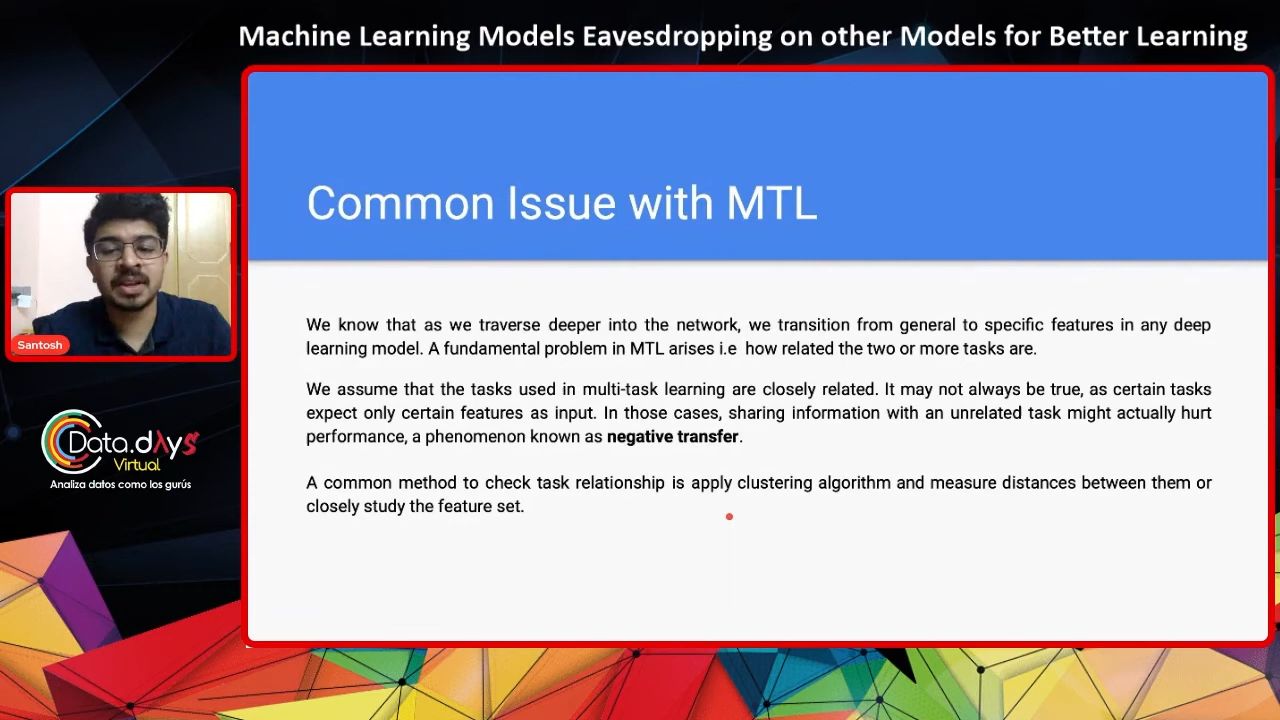 Machine Learning Models Eavesdropping on other Models for Better Learning
Common Issue with MTL
We know that as we traverse deeper into the network, we transition from general to specific features in any deep
learning model. A fundamental problem in MTL arises i.e how related the two or more tasks are.
We assume that the tasks used in multi-task learning are closely related. It may not always be true, as certain tasks
expect only certain features as input. In those cases, sharing information with an unrelated task might actually hurt
performance, a phenomenon known as negative transfer.
A common method to check task relationship is apply clustering algorithm and measure distances between them or
closely study the feature set.
Santosh
Data.dAys
Virtual
Analiza datos como los gurús